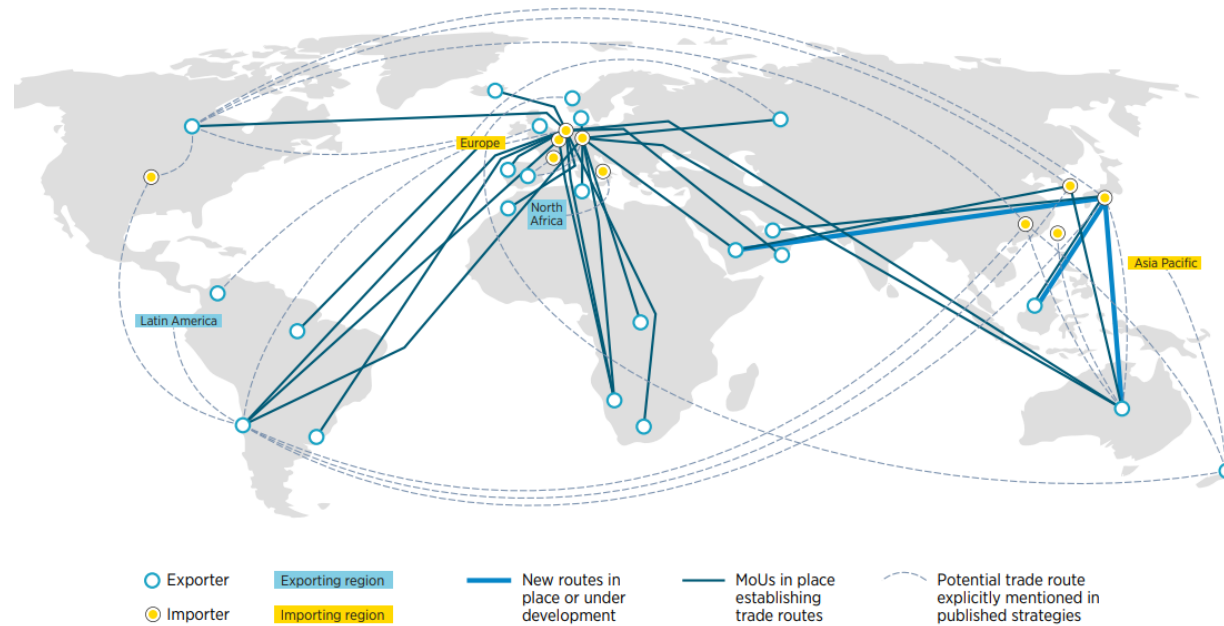 Europe
North
Africa
Asia Pacific
Latin America
Exporter
Exporting region
New routes in
place or under
development
MoUs in place
establishing
trade routes
Potential trade route
explicitly mentioned in
published strategies
Importer
Importing region